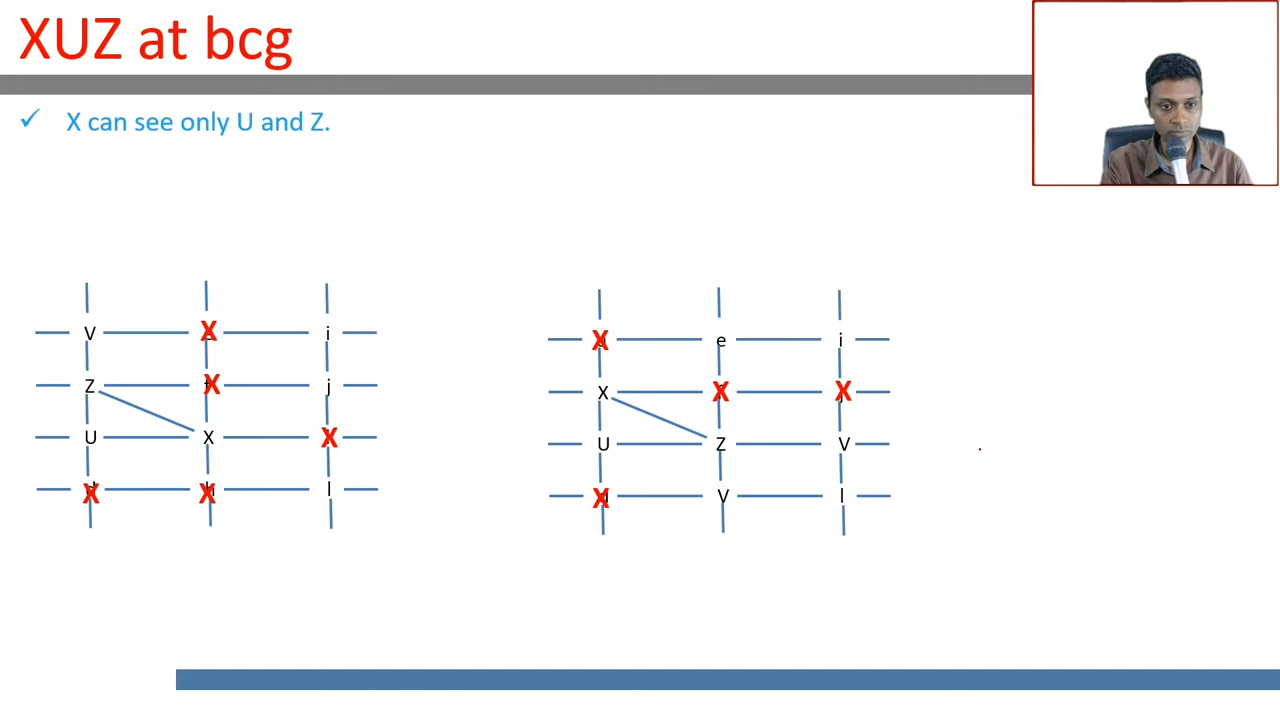 XUZ at bcg
✓ X can see only U and Z.
V X i
Z X j
U X X
X X l
X e i
X X X
U Z V
X V l